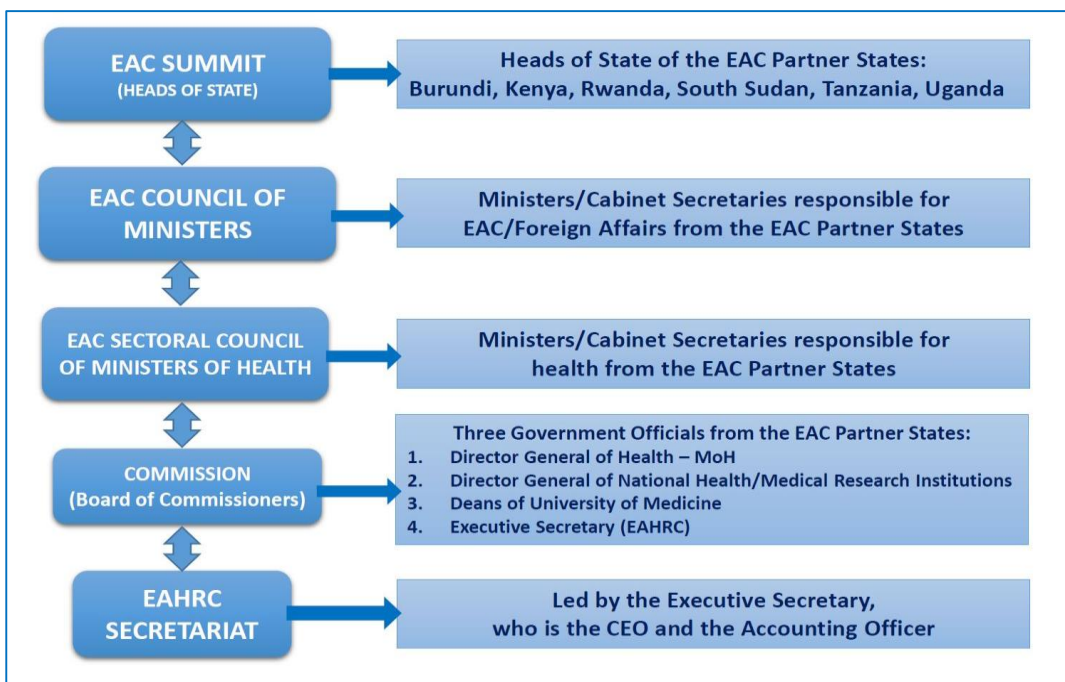 EAC SUMMIT
(HEADS OF STATE)
Heads of State of the EAC Partner States:
Burundi, Kenya, Rwanda, South Sudan, Tanzania, Uganda
EAC COUNCIL OF
MINISTERS
Ministers/Cabinet Secretaries responsible for
EAC/Foreign Affairs from the EAC Partner States
EAC SECTORAL COUNCIL
OF MINISTERS OF HEALTH
Ministers/Cabinet Secretaries responsible for
health from the EAC Partner States
COMMISSION
(Board of Commissioners)
Three Government Officials from the EAC Partner States:
1. Director General of Health – MoH
2. Director General of National Health/Medical Research Institutions
3. Deans of University of Medicine
4. Executive Secretary (EAHRC)
EAHRC
SECRETARIAT
Led by the Executive Secretary,
who is the CEO and the Accounting Officer